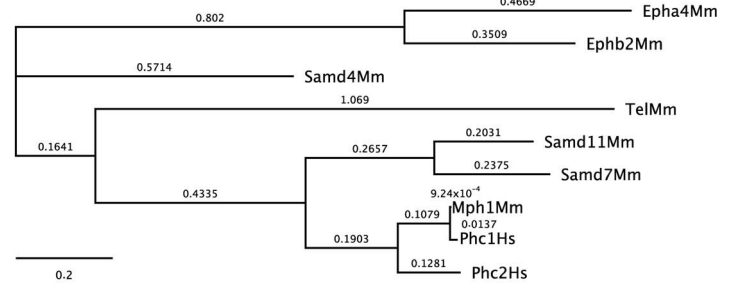 0.4669
Epha4Mm
0.802
0.3509
Ephb2Mm
0.5714
Samd4Mm
1.069
TelMm
0.2031
Samd11Mm
0.1641
0.2657
0.2375
Samd7Mm
0.4335
9.24x10⁻⁴
Mph1Mm
0.1079
0.0137
Phc1Hs
0.1903
0.1281
Phc2Hs
0.2